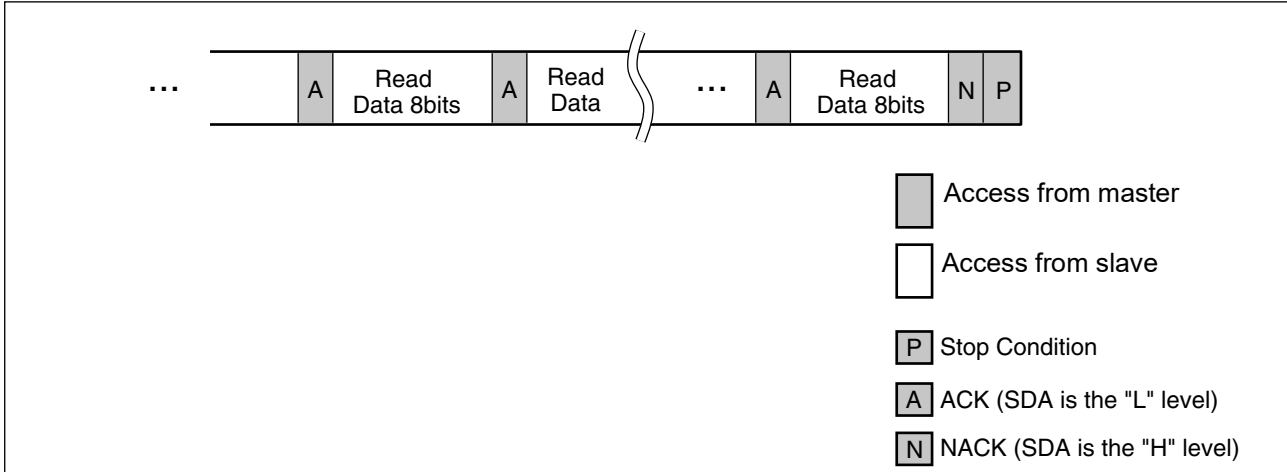 ... A Read Data 8bits A Read Data ... A Read Data 8bits N P
Access from master
Access from slave
P Stop Condition
A ACK (SDA is the "L" level)
N NACK (SDA is the "H" level)